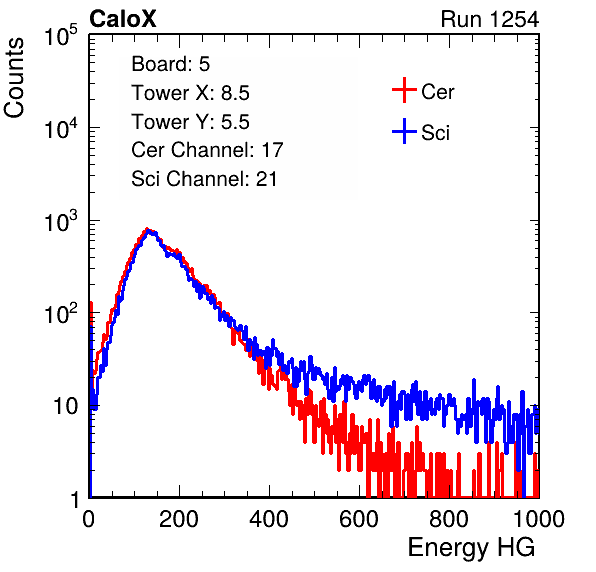 CaloX Run 1254
Counts
Board: 5
Tower X: 8.5
Tower Y: 5.5
Cer Channel: 17
Sci Channel: 21
Cer
Sci
10^5
10^4
10^3
10^2
10
1
0 200 400 600 800 1000
Energy HG